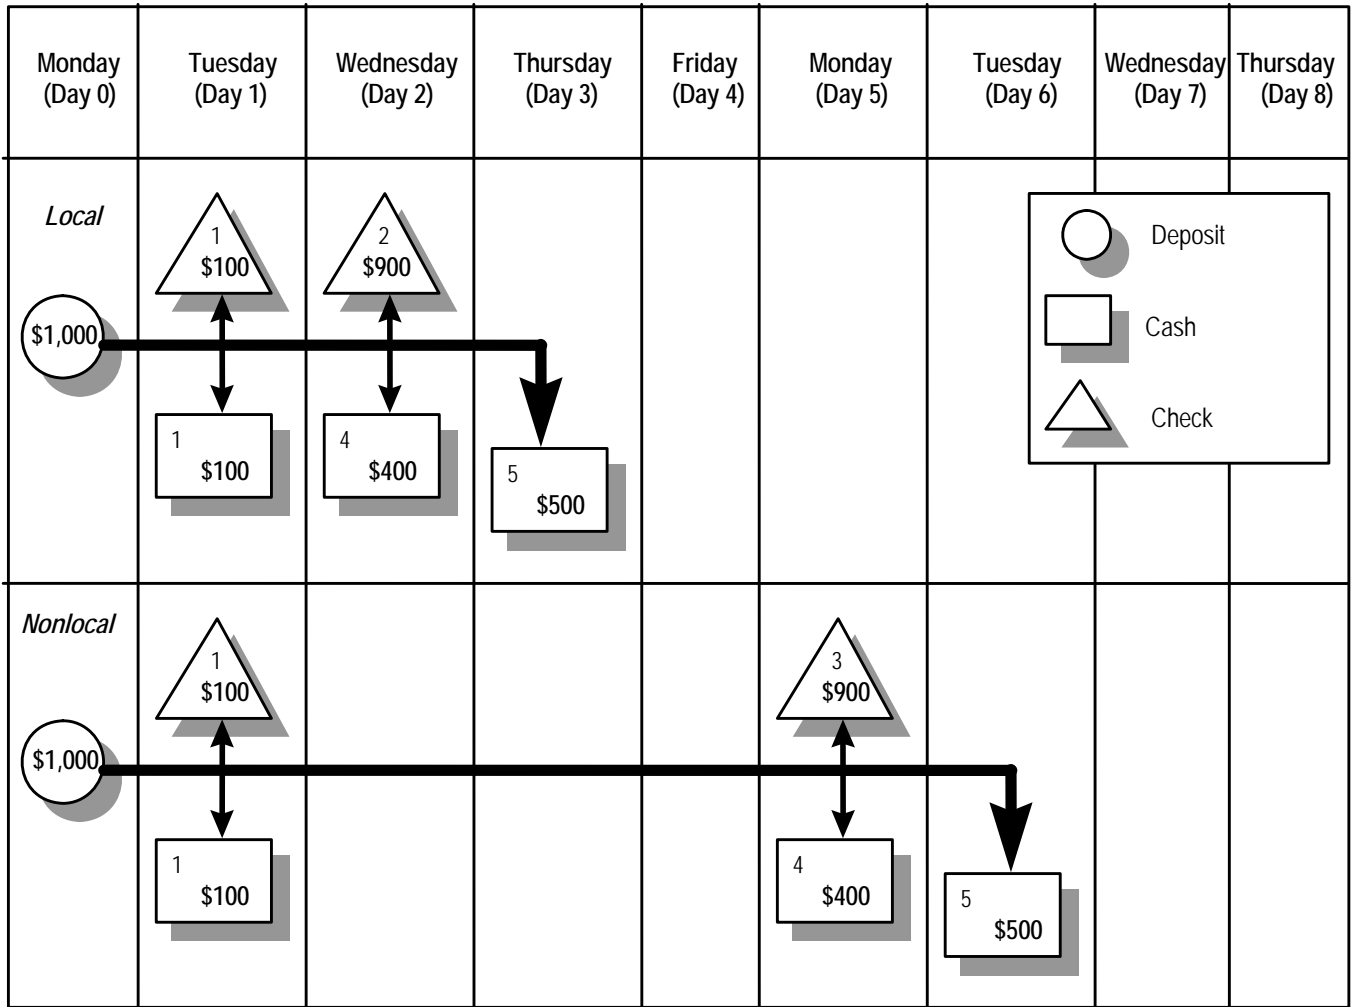 Monday
(Day 0)
Tuesday
(Day 1)
Wednesday
(Day 2)
Thursday
(Day 3)
Friday
(Day 4)
Monday
(Day 5)
Tuesday
(Day 6)
Wednesday
(Day 7)
Thursday
(Day 8)
Local
$1,000
1
$100
2
$900
1
$100
4
$400
5
$500
Deposit
Cash
Check
Nonlocal
$1,000
1
$100
3
$900
1
$100
4
$400
5
$500